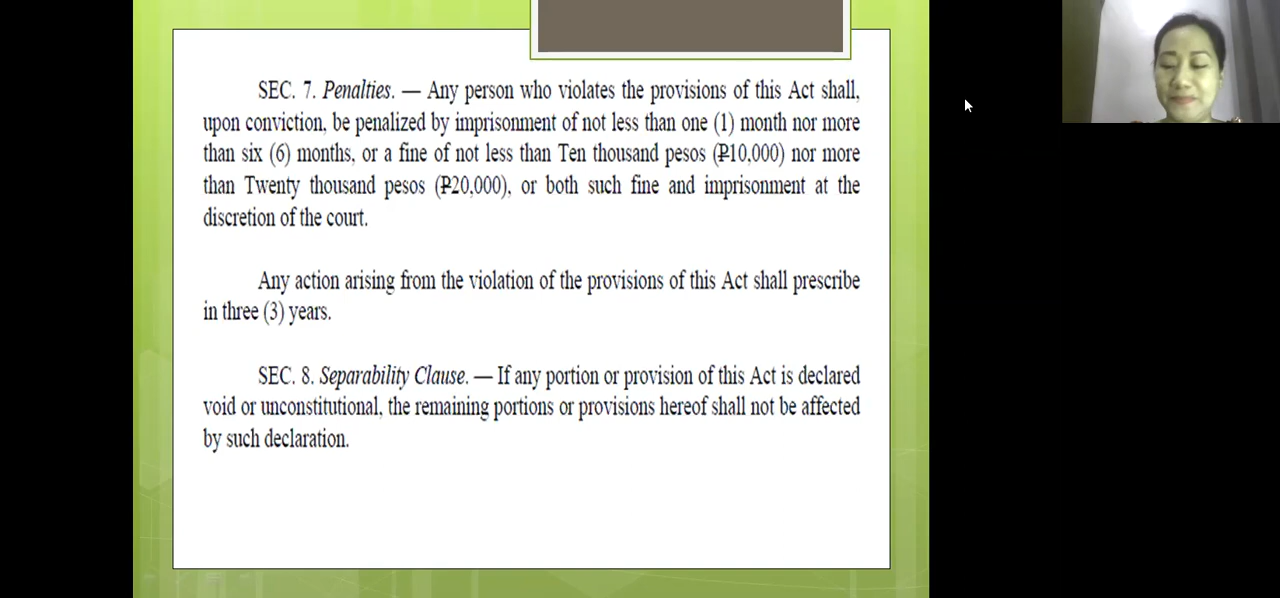 SEC. 7. Penalties. — Any person who violates the provisions of this Act shall,
upon conviction, be penalized by imprisonment of not less than one (1) month nor more
than six (6) months, or a fine of not less than Ten thousand pesos (₱10,000) nor more
than Twenty thousand pesos (₱20,000), or both such fine and imprisonment at the
discretion of the court.
Any action arising from the violation of the provisions of this Act shall prescribe
in three (3) years.
SEC. 8. Separability Clause. — If any portion or provision of this Act is declared
void or unconstitutional, the remaining portions or provisions hereof shall not be affected
by such declaration.